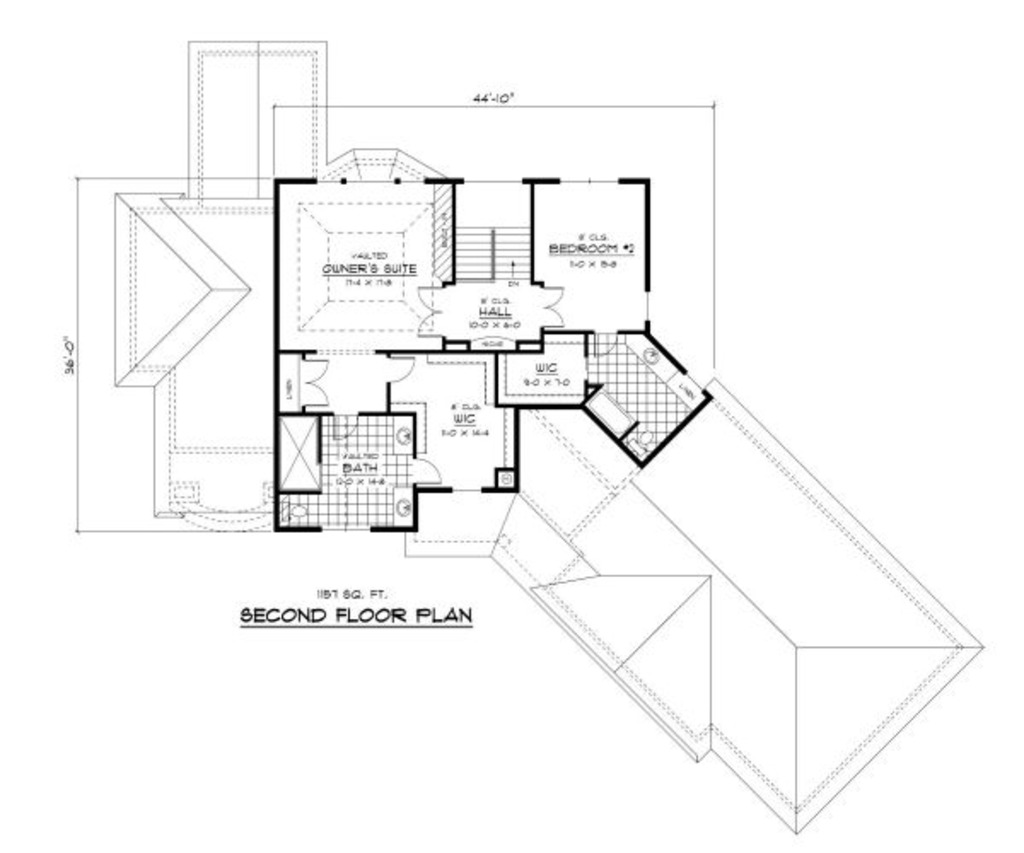 44'-10"
36'-0"
VAULTED
OWNER'S SUITE
17-4 X 17-8
8' CLG.
BEDROOM #2
11-0 X 15-8
DN
8' CLG.
HALL
10-0 X 6-0
NICHE
WIC
9-0 X 7-0
LINEN
LINEN
8' CLG.
WIC
11-0 X 14-4
VAULTED
BATH
12-0 X 14-8
1157 SQ. FT.
SECOND FLOOR PLAN